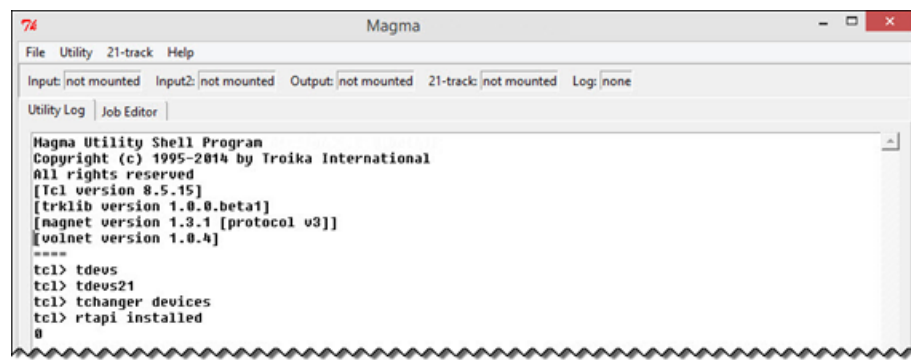 Magma
File Utility 21-track Help
Input: not mounted Input2: not mounted Output: not mounted 21-track: not mounted Log: none
Utility Log Job Editor
Magma Utility Shell Program
Copyright (c) 1995-2014 by Troika International
All rights reserved
[Tcl version 8.5.15]
[trklib version 1.0.0.beta1]
[magnet version 1.3.1 [protocol v3]]
[volnet version 1.0.4]
====
tcl> tdevs
tcl> tdevs21
tcl> tchanger devices
tcl> rtapi installed
0